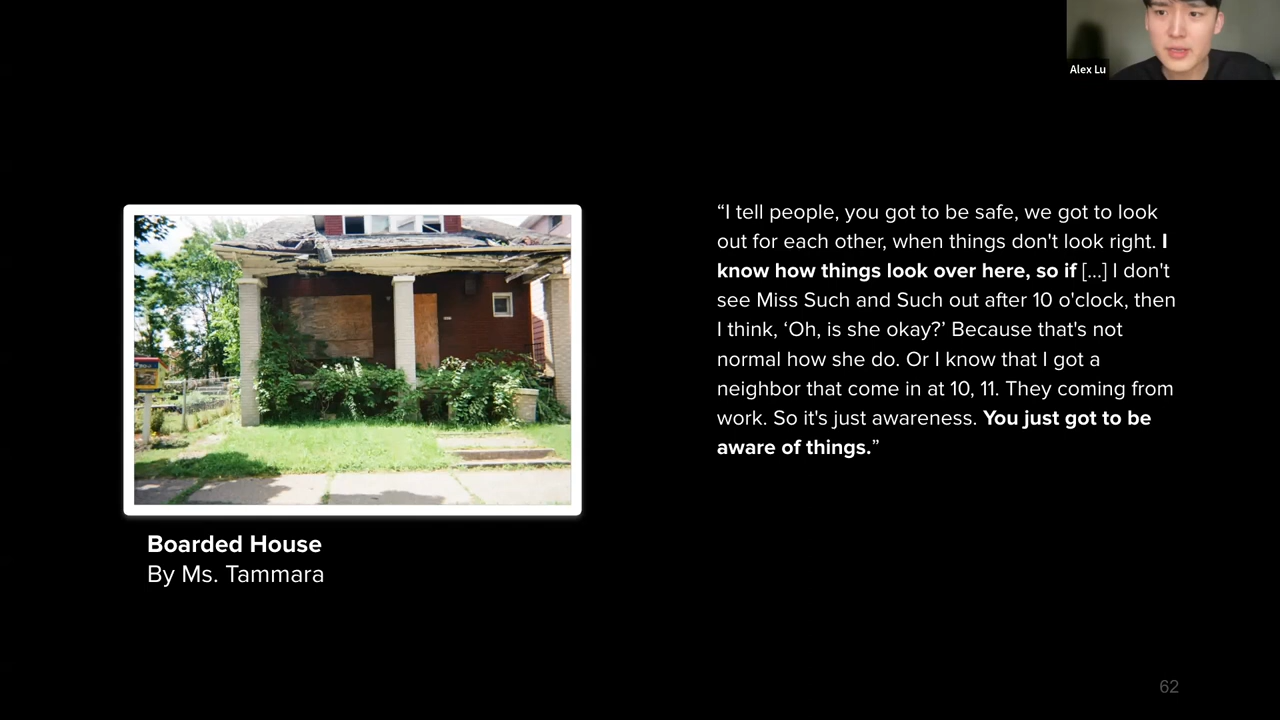 Alex Lu
“I tell people, you got to be safe, we got to look
out for each other, when things don't look right. I
know how things look over here, so if [...] I don't
see Miss Such and Such out after 10 o'clock, then
I think, ‘Oh, is she okay?’ Because that's not
normal how she do. Or I know that I got a
neighbor that come in at 10, 11. They coming from
work. So it's just awareness. You just got to be
aware of things.”
Boarded House
By Ms. Tammara
62